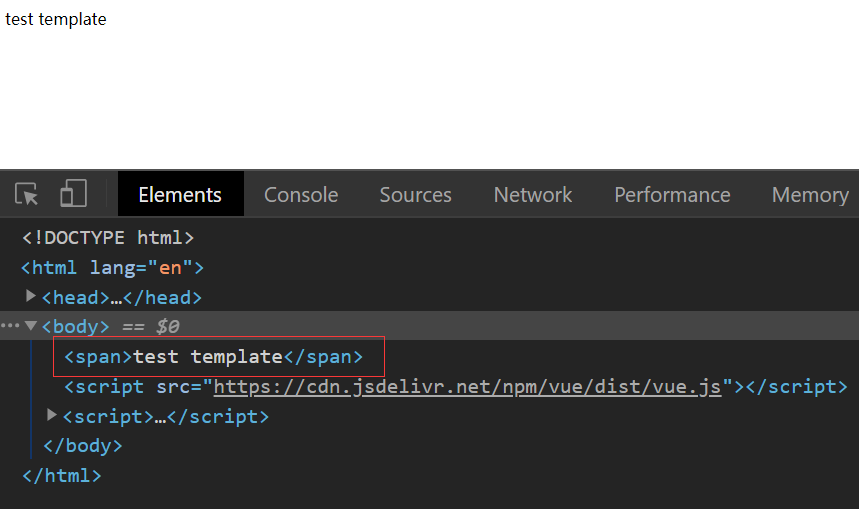 test template
Elements Console Sources Network Performance Memory
<!DOCTYPE html>
<html lang="en">
<head>…</head>
<body> == $0
<span>test template</span>
<script src="https://cdn.jsdelivr.net/npm/vue/dist/vue.js"></script>
<script>…</script>
</body>
</html>